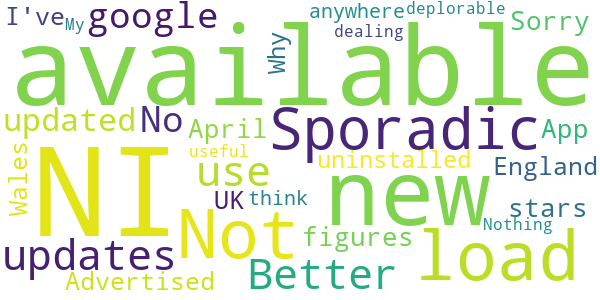 I've My google anywhere deplorable Sorry
dealing
available
Why
updated No April Sporadic App
useful
Wales NI use uninstalled England
UK think stars
Not new
Nothing
updates figures load
Advertised Better